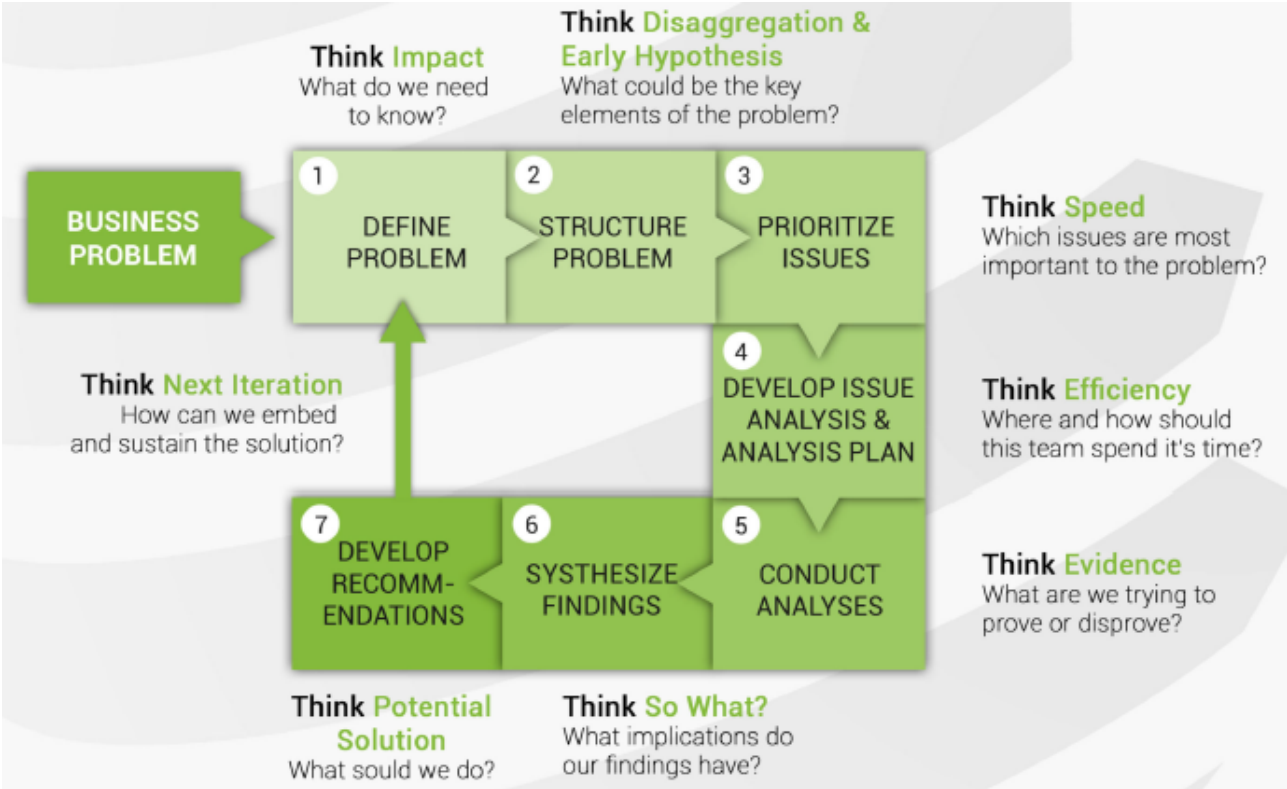 Think Impact
What do we need
to know?
Think Disaggregation &
Early Hypothesis
What could be the key
elements of the problem?
BUSINESS
PROBLEM
1
DEFINE
PROBLEM
2
STRUCTURE
PROBLEM
3
PRIORITIZE
ISSUES
Think Speed
Which issues are most
important to the problem?
4
DEVELOP ISSUE
ANALYSIS &
ANALYSIS PLAN
Think Efficiency
Where and how should
this team spend it's time?
Think Next Iteration
How can we embed
and sustain the solution?
5
CONDUCT
ANALYSES
Think Evidence
What are we trying to
prove or disprove?
6
SYSTHESIZE
FINDINGS
7
DEVELOP
RECOMM-
ENDATIONS
Think Potential
Solution
What sould we do?
Think So What?
What implications do
our findings have?